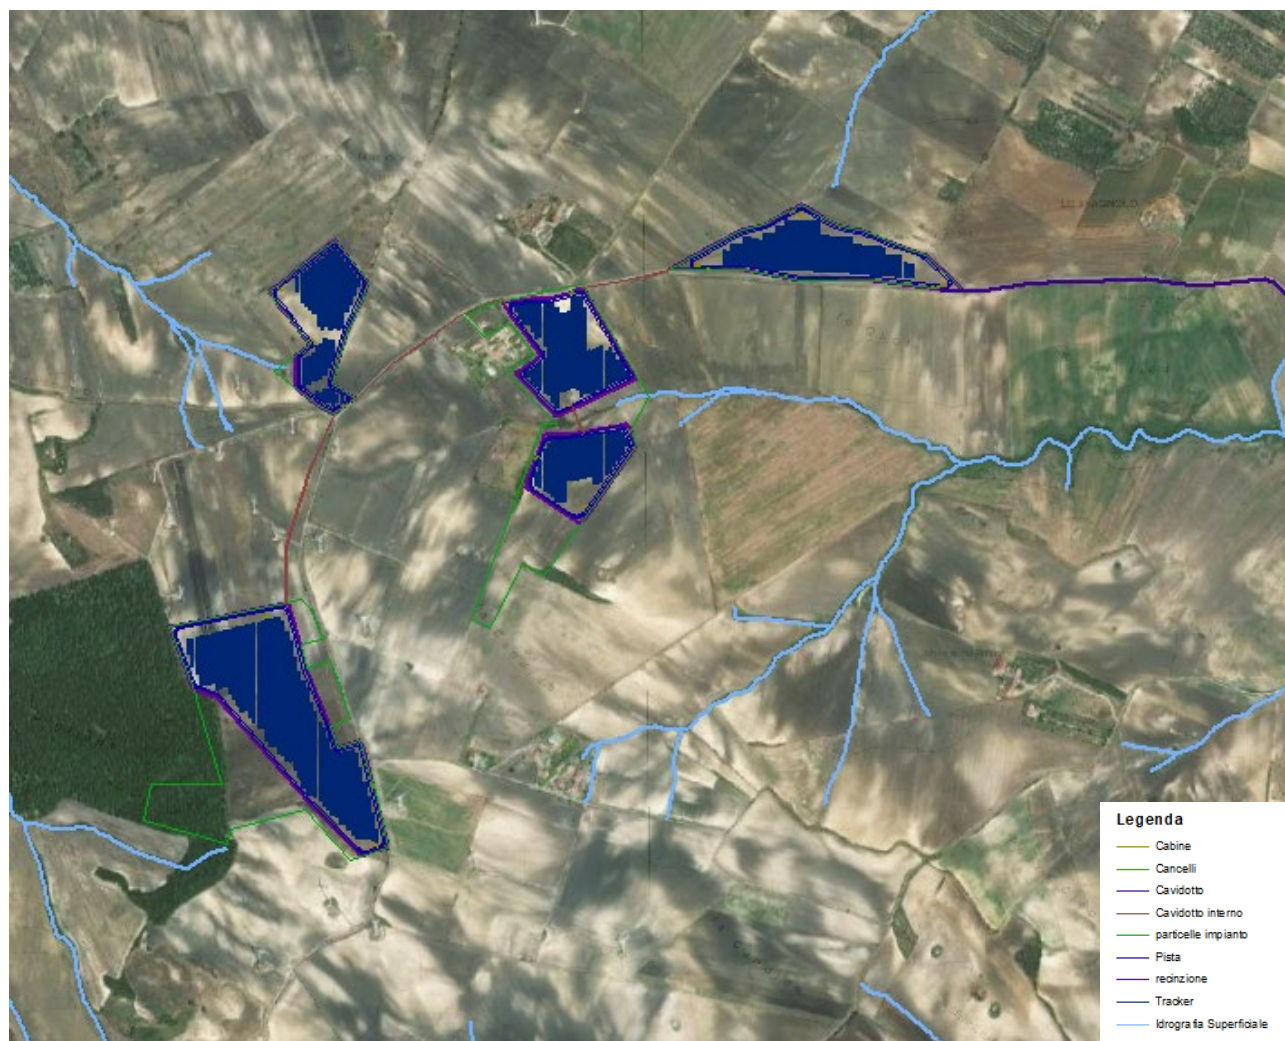 Legenda
Cabine
Cancelli
Cavidotto
Cavidotto interno
particelle impianto
Pista
recinzione
Tracker
Idrografia Superficiale